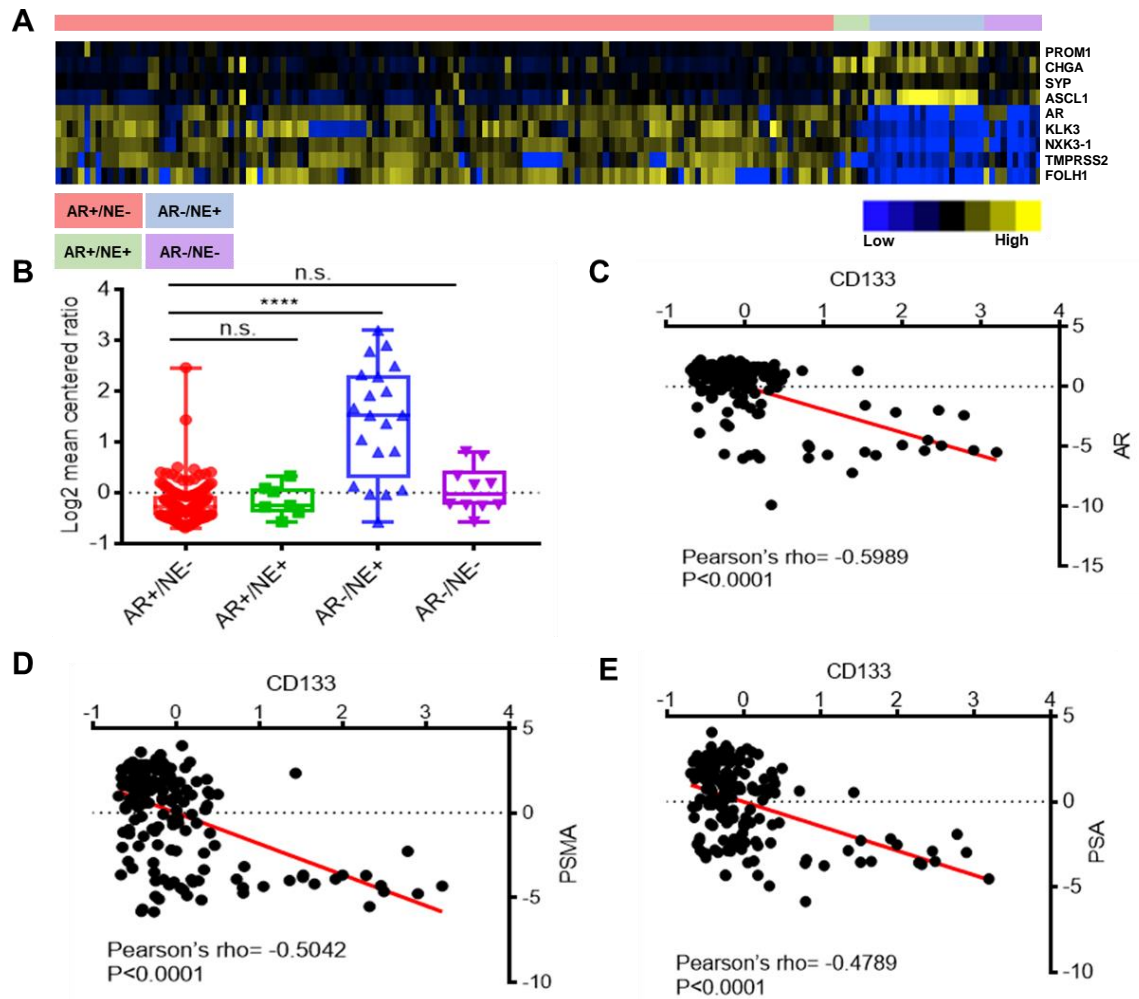 A
PROM1
CHGA
SYP
ASCL1
AR
KLK3
NXK3-1
TMPRSS2
FOLH1
AR+/NE- AR-/NE+
AR+/NE+ AR-/NE-
Low High
B
Log2 mean centered ratio
4
3
2
1
0
-1
n.s.
****
n.s.
AR+/NE- AR+/NE+ AR-/NE+ AR-/NE-
C
CD133
-1 0 1 2 3 4
5
0
-5
-10
-15
AR
Pearson's rho= -0.5989
P<0.0001
D
CD133
-1 0 1 2 3 4
5
0
-5
-10
PSMA
Pearson's rho= -0.5042
P<0.0001
E
CD133
-1 0 1 2 3 4
5
0
-5
-10
PSA
Pearson's rho= -0.4789
P<0.0001